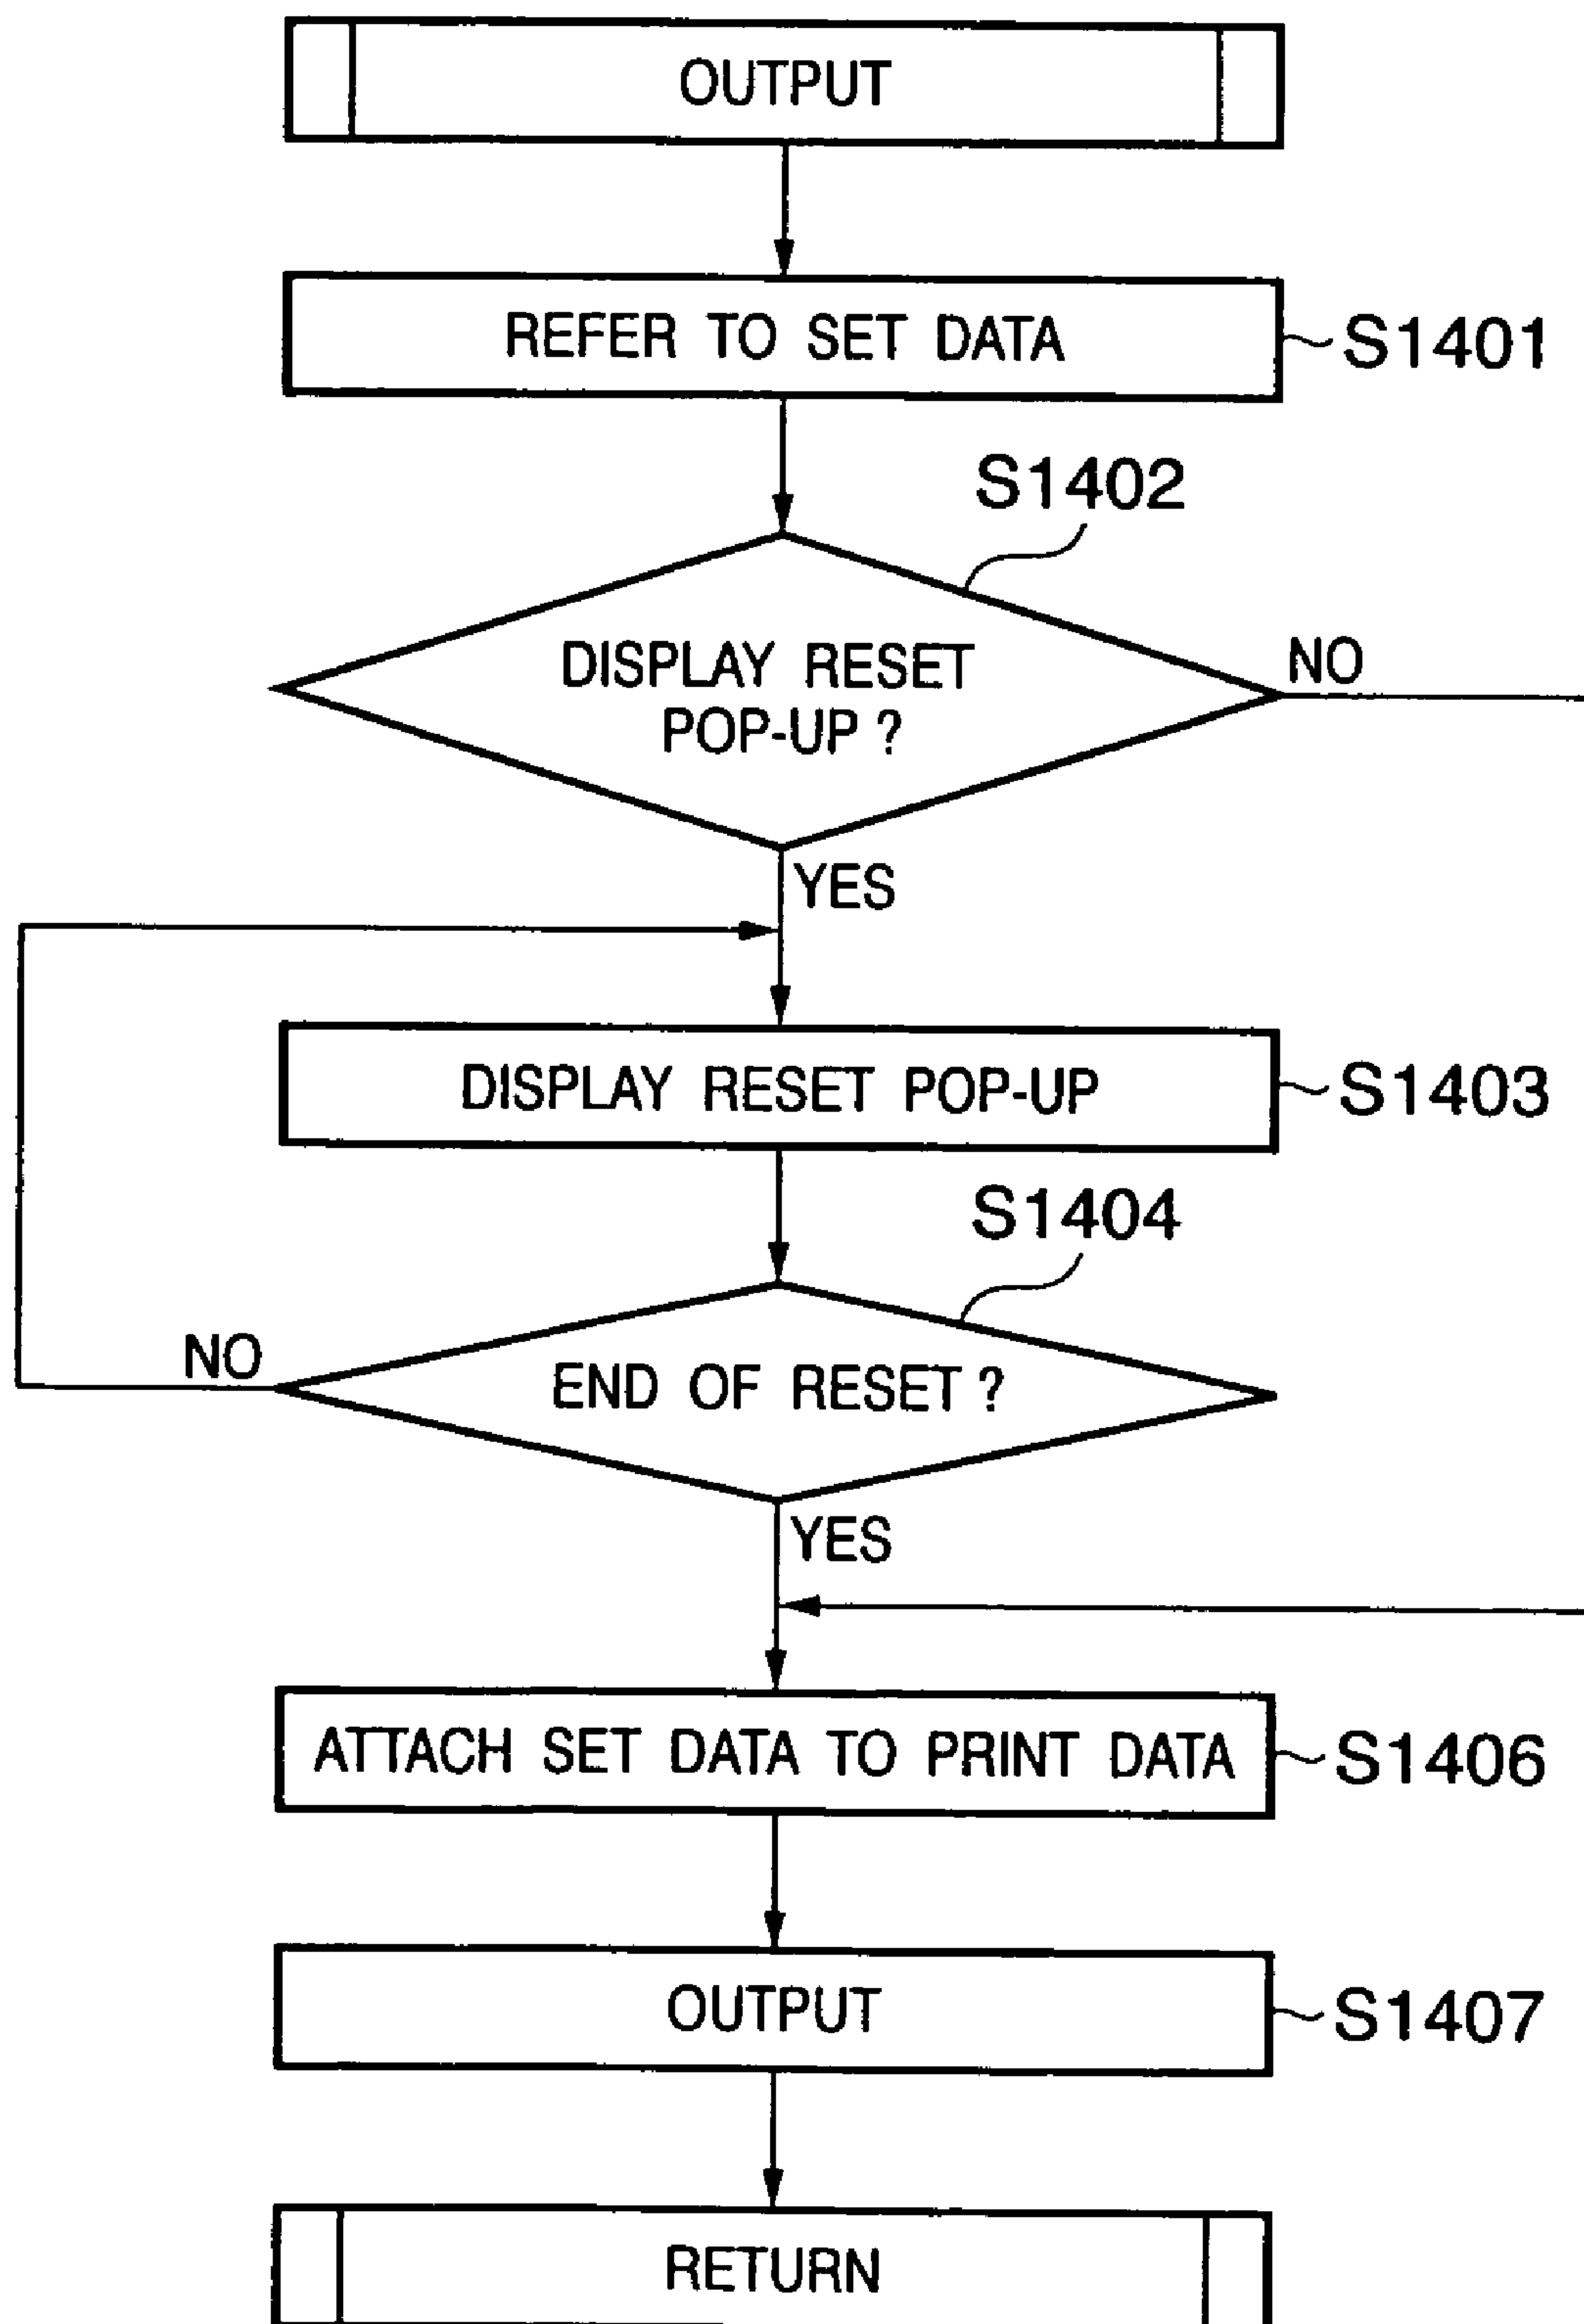 OUTPUT
REFER TO SET DATA
S1401
S1402
DISPLAY RESET
POP-UP ?
NO
YES
DISPLAY RESET POP-UP
S1403
S1404
NO
END OF RESET ?
YES
ATTACH SET DATA TO PRINT DATA
S1406
OUTPUT
S1407
RETURN